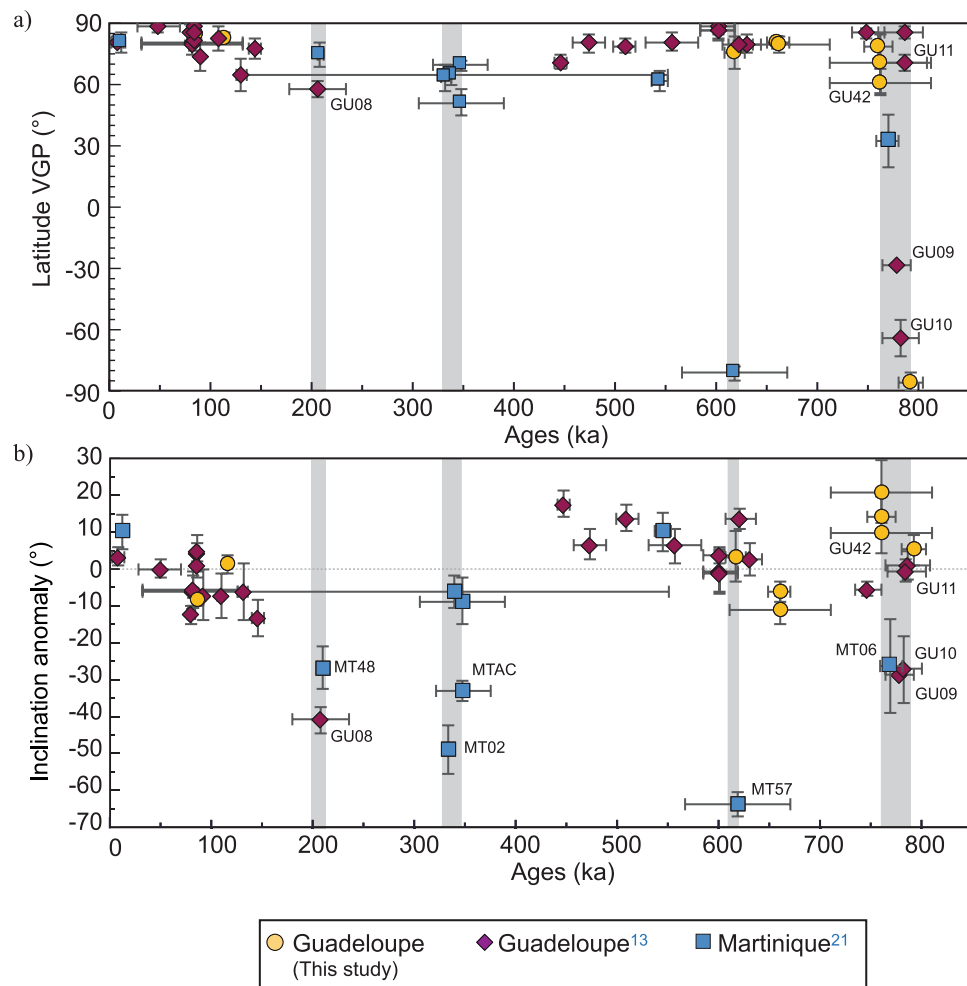 a)
Latitude VGP (°)
90
60
30
0
-30
-60
-90
GU08
GU11
GU42
GU09
GU10
0 100 200 300 400 500 600 700 800
Ages (ka)
b)
Inclination anomaly (°)
30
20
10
0
-10
-20
-30
-40
-50
-60
-70
GU42
GU11
MT48
MTAC
MT06
GU10
GU09
GU08
MT02
MT57
0 100 200 300 400 500 600 700 800
Ages (ka)
Guadeloupe Guadeloupe13 Martinique21
(This study)